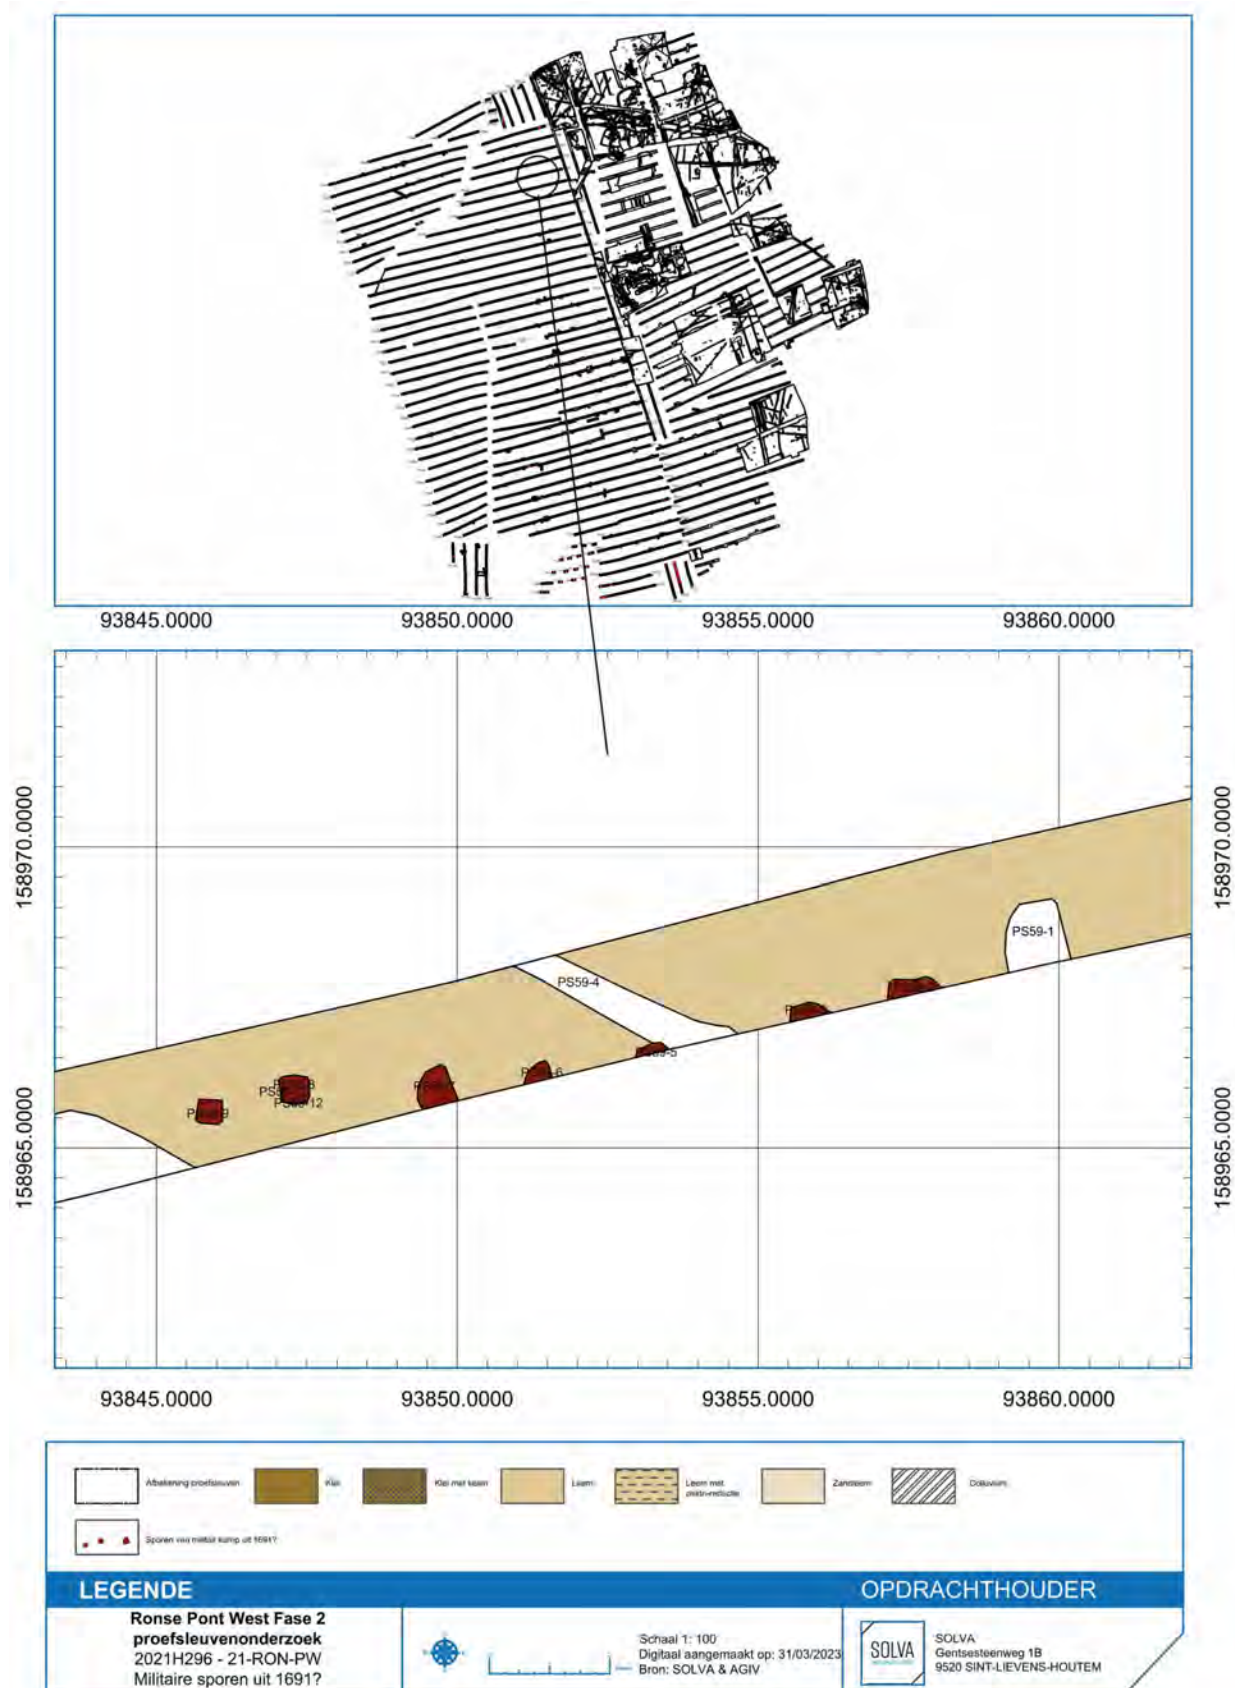 93845.0000 93850.0000 93855.0000 93860.0000
158970.0000
158970.0000
PS59-1
PS59-4
PS59-12
158965.0000
158965.0000
93845.0000 93850.0000 93855.0000 93860.0000
Afbakening proefsleuven
Klei
Klei met keien
Leem
Leem met
Zandleem
Colluvium
Sporen van militair kamp uit 1691?
LEGENDE
OPDRACHTHOUDER
Ronse Pont West Fase 2
proefsleuvenonderzoek
2021H296 - 21-RON-PW
Militaire sporen uit 1691?
Schaal 1: 100
Digitaal aangemaakt op: 31/03/2023
Bron: SOLVA & AGIV
SOLVA
SOLVA
Gentsesteenweg 1B
9520 SINT-LIEVENS-HOUTEM